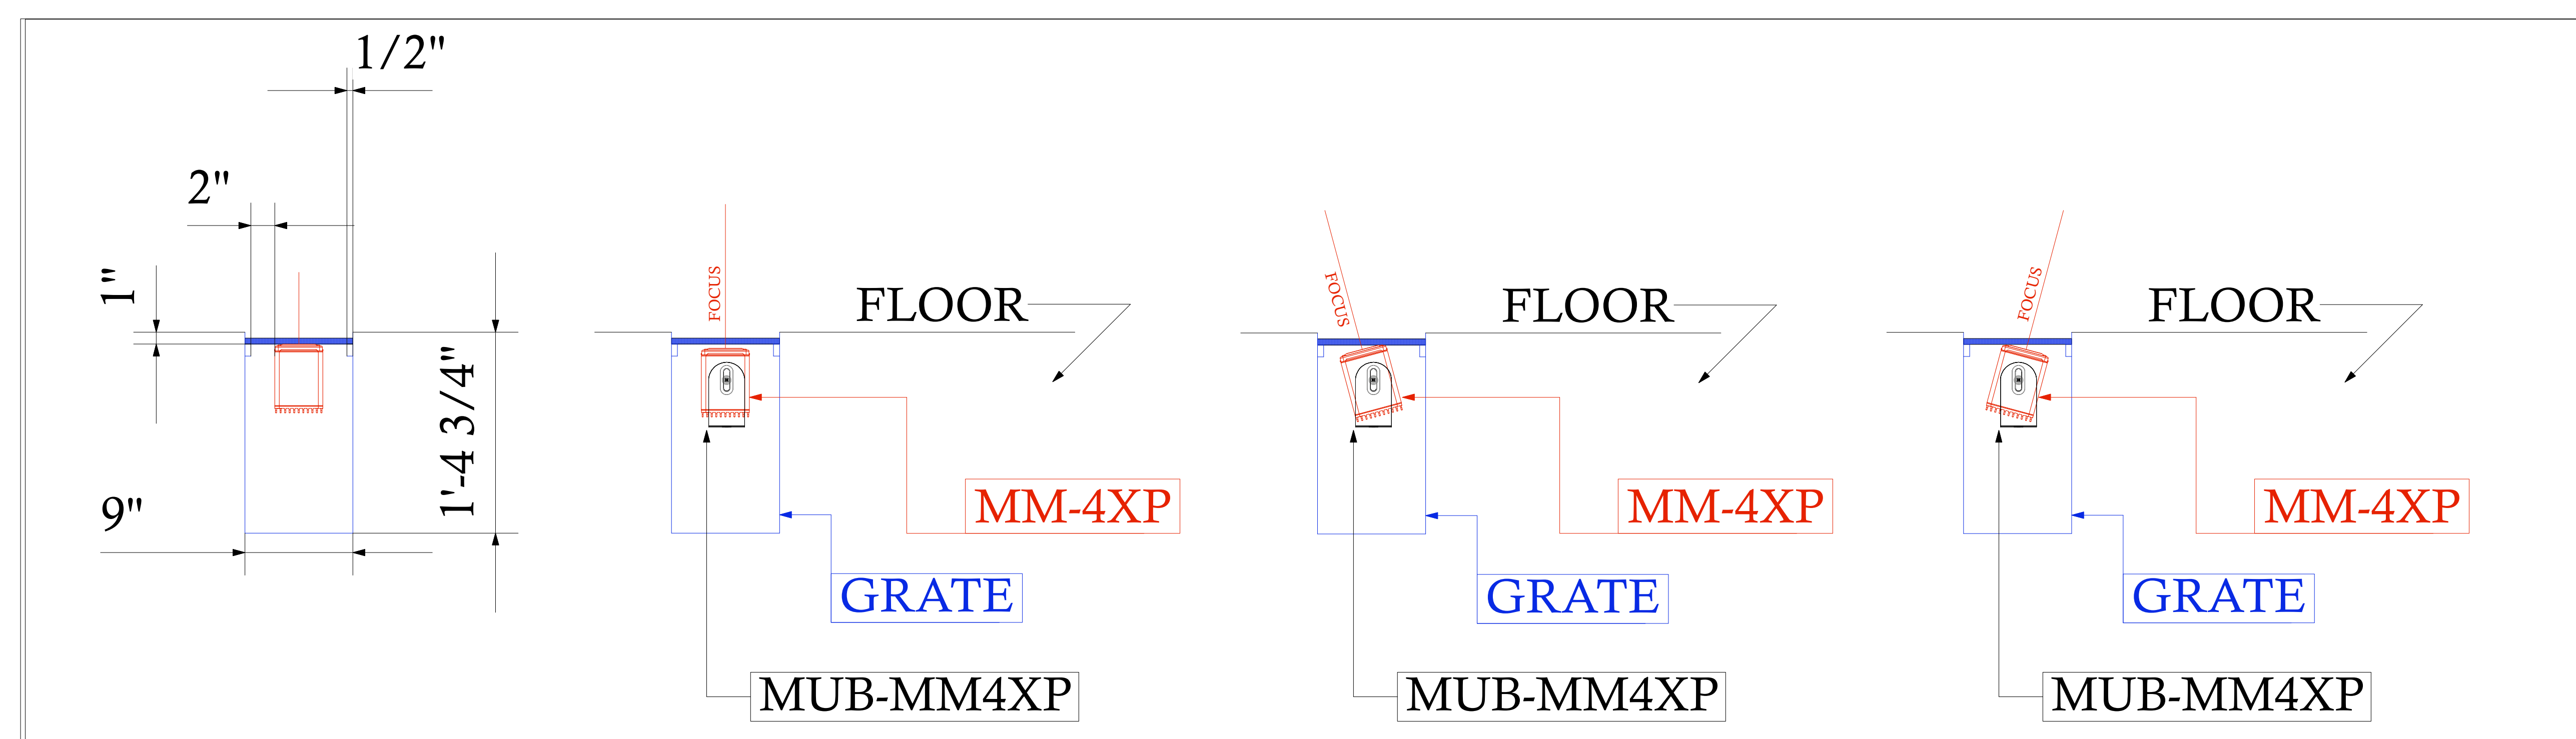 1/2"
2"
1"
1'-4 3/4"
9"
FOCUS
FLOOR
MM-4XP
GRATE
MUB-MM4XP
FOCUS
FLOOR
MM-4XP
GRATE
MUB-MM4XP
FOCUS
FLOOR
MM-4XP
GRATE
MUB-MM4XP